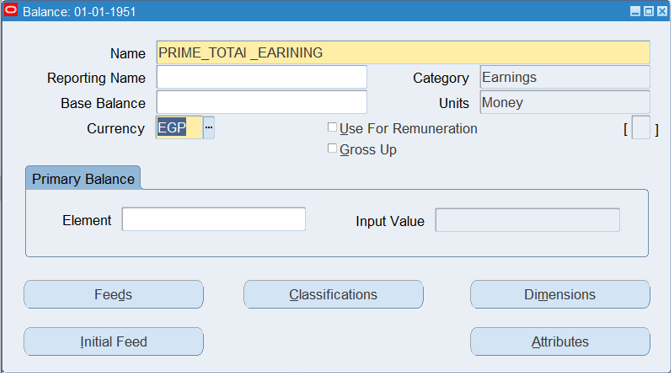 Balance: 01-01-1951
Name PRIME_TOTAI _EARINING
Reporting Name Category Earnings
Base Balance Units Money
Currency EGP ... Use For Remuneration [ ]
Gross Up
Primary Balance
Element Input Value
Feeds Classifications Dimensions
Initial Feed Attributes